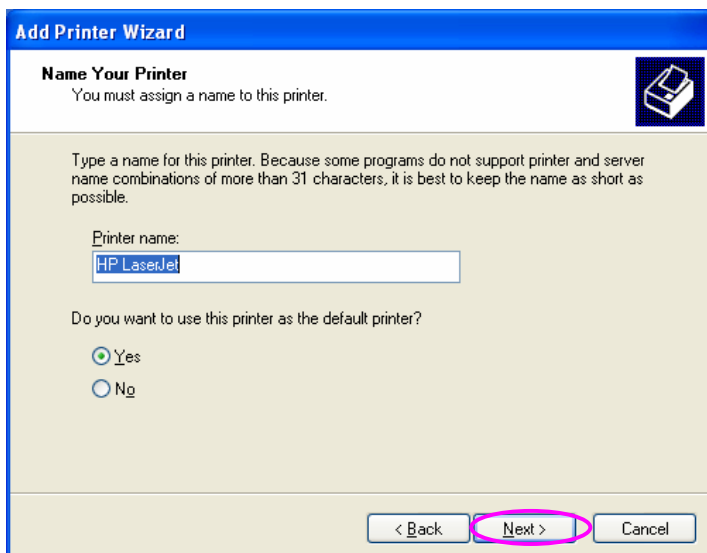 Add Printer Wizard
Name Your Printer
You must assign a name to this printer.
Type a name for this printer. Because some programs do not support printer and server
name combinations of more than 31 characters, it is best to keep the name as short as
possible.
Printer name:
HP LaserJet
Do you want to use this printer as the default printer?
Yes
No
< Back Next > Cancel